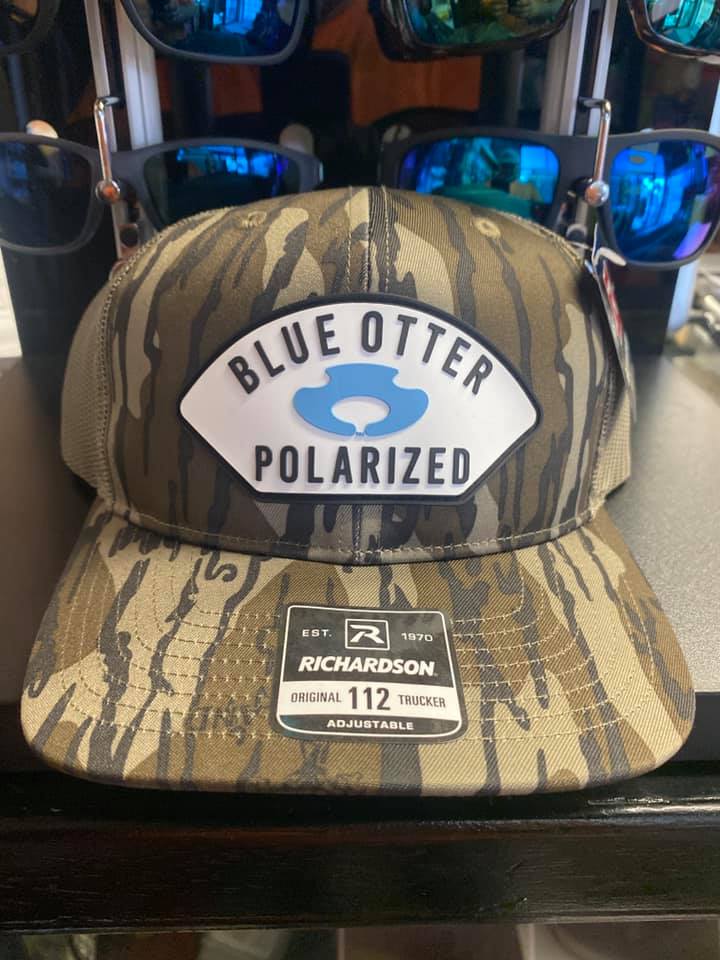 BLUE OTTER
POLARIZED
EST. R 1970
RICHARDSON
ORIGINAL 112 TRUCKER
ADJUSTABLE